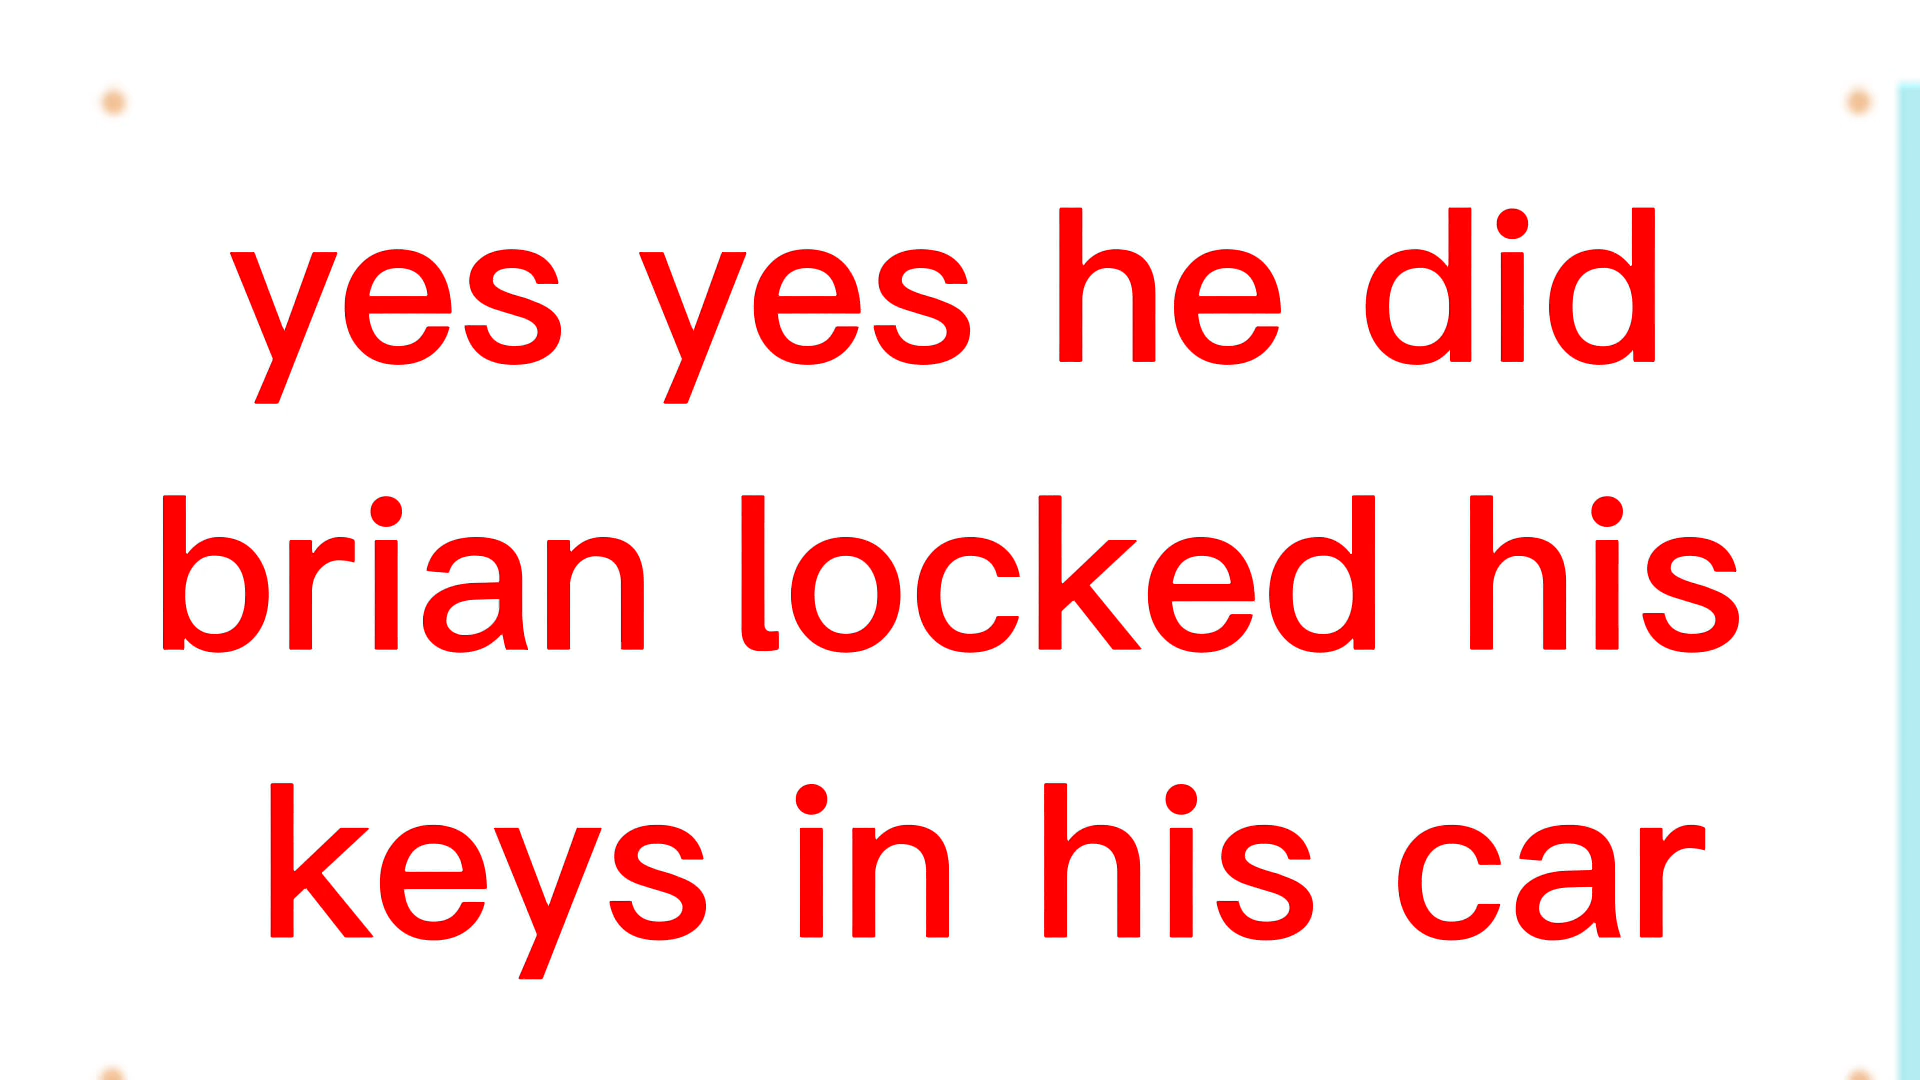 yes yes he did
brian locked his
keys in his car